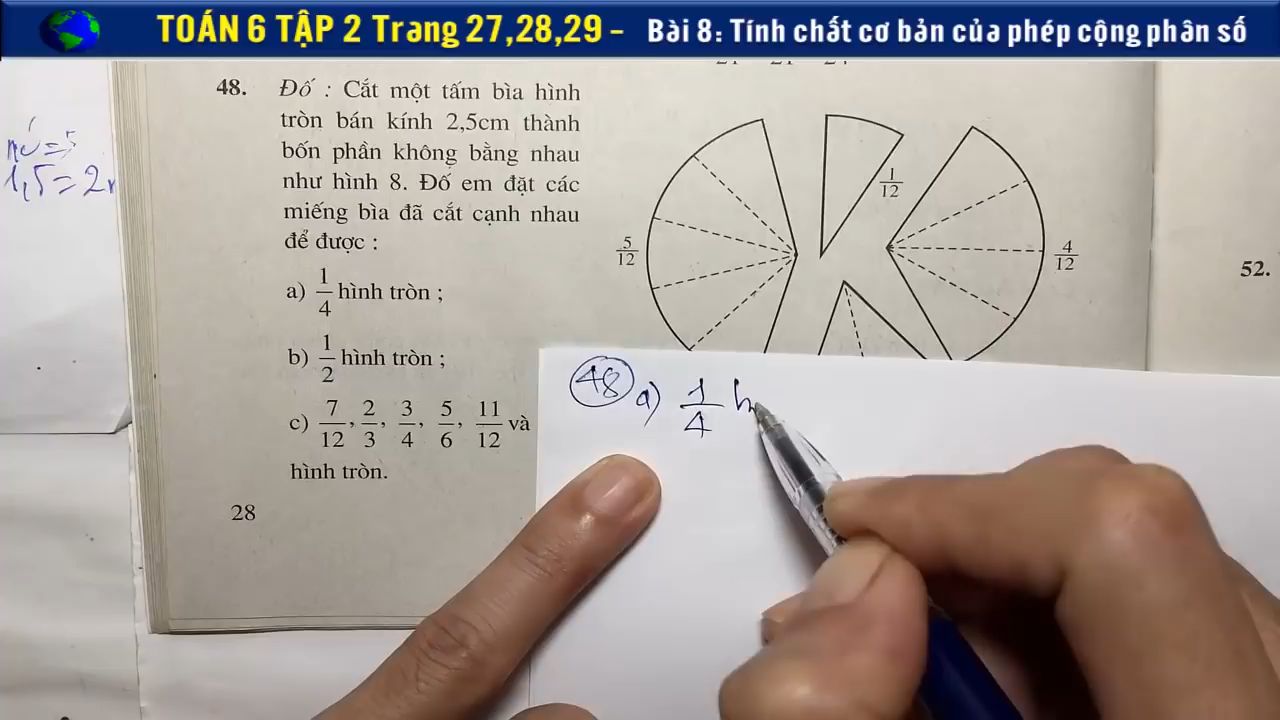 TOÁN 6 TẬP 2 Trang 27,28,29 - Bài 8: Tính chất cơ bản của phép cộng phân số
48. Đố : Cắt một tấm bìa hình
tròn bán kính 2,5cm thành
bốn phần không bằng nhau
như hình 8. Đố em đặt các
miếng bìa đã cắt cạnh nhau
để được :
a) 1/4 hình tròn ;
b) 1/2 hình tròn ;
c) 7/12, 2/3, 3/4, 5/6, 11/12 và
hình tròn.
28
5/12
1/12
4/12
52.
48 a) 1/4 h
1,5 = 2